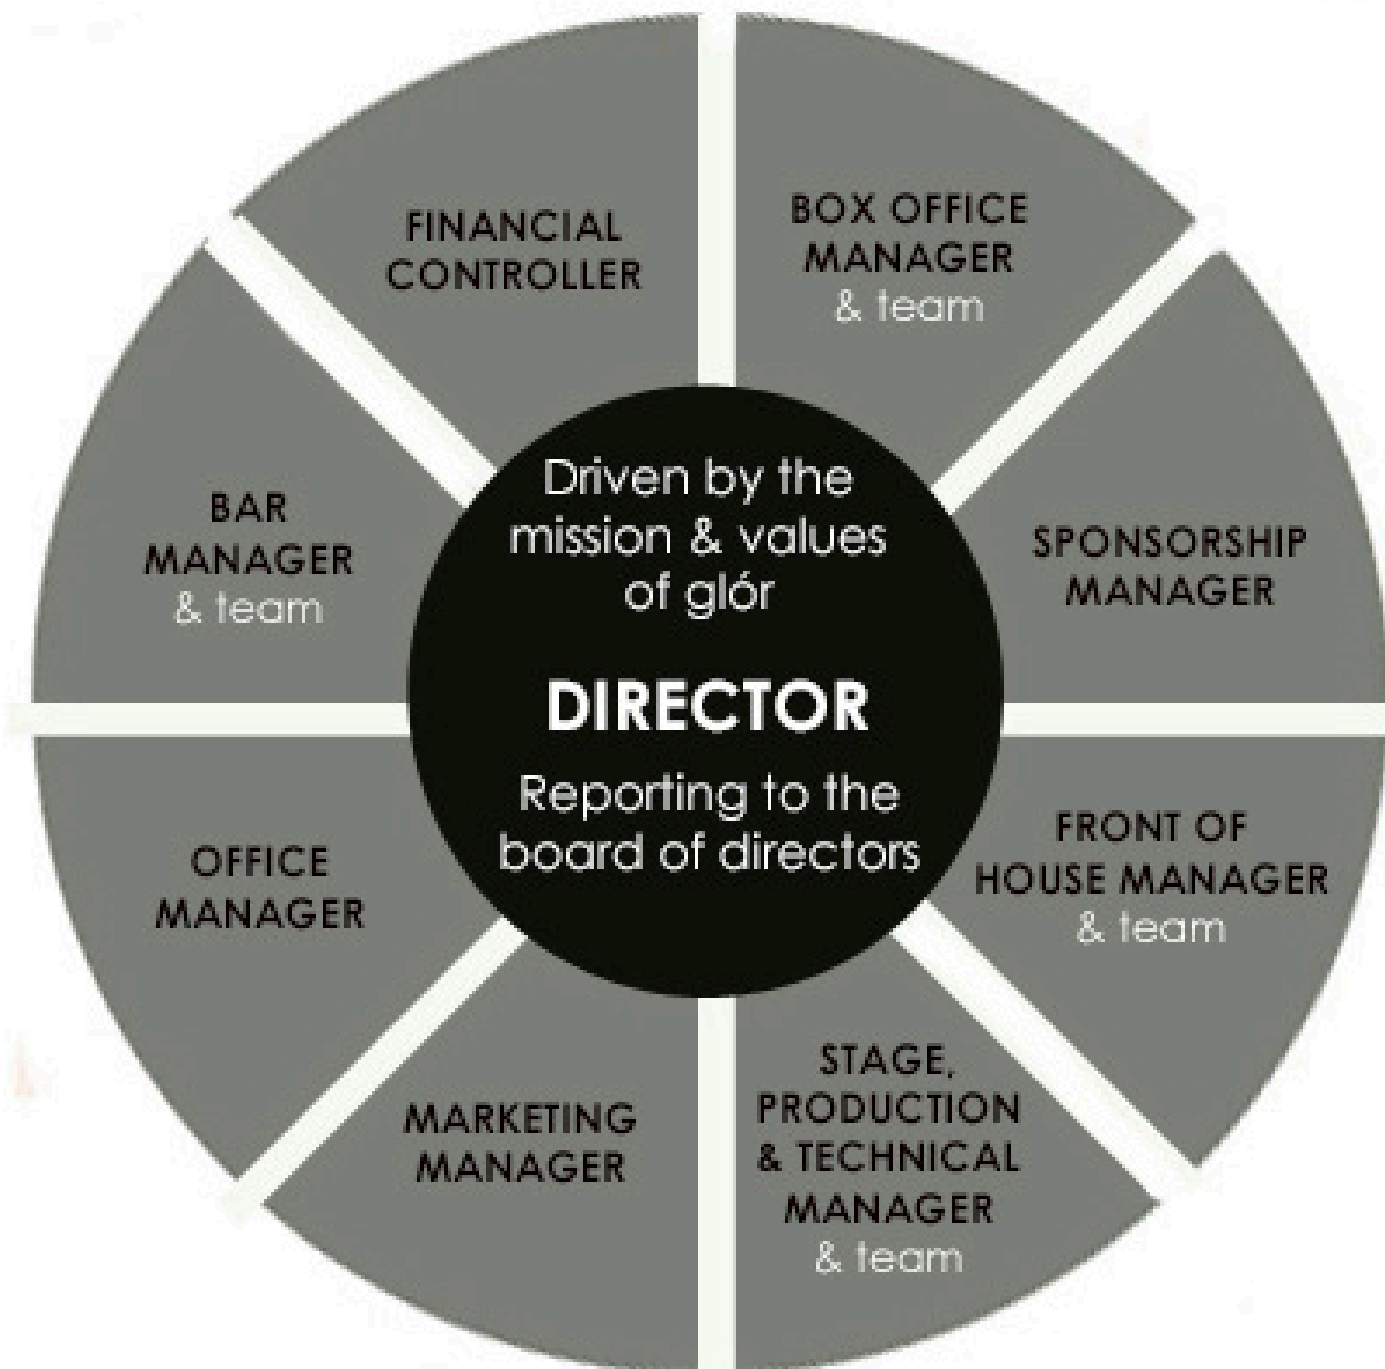 FINANCIAL
CONTROLLER
BOX OFFICE
MANAGER
& team
SPONSORSHIP
MANAGER
FRONT OF
HOUSE MANAGER
& team
STAGE,
PRODUCTION
& TECHNICAL
MANAGER
& team
MARKETING
MANAGER
OFFICE
MANAGER
BAR
MANAGER
& team
Driven by the
mission & values
of glór
DIRECTOR
Reporting to the
board of directors